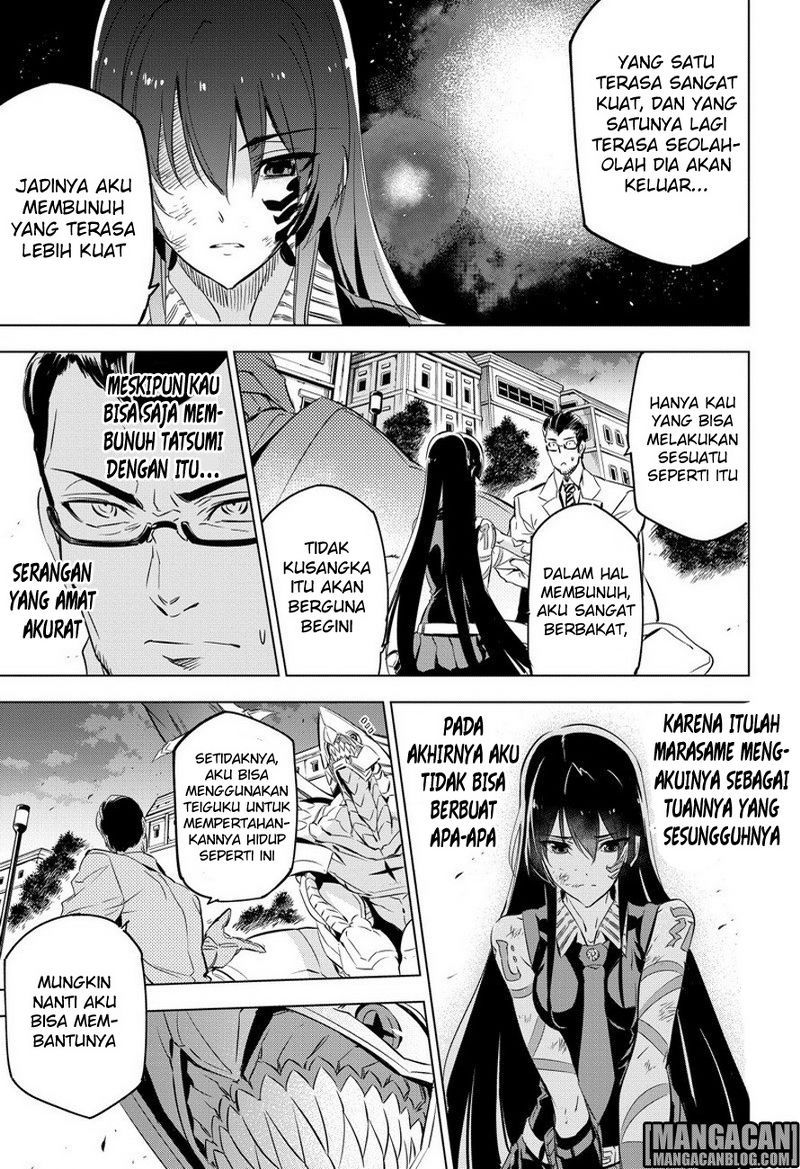 YANG SATU
TERASA SANGAT
KUAT, DAN YANG
SATUNYA LAGI
TERASA SEOLAH-
OLAH DIA AKAN
KELUAR...
JADINYA AKU
MEMBUNUH
YANG TERASA
LEBIH KUAT
HANYA KAU
YANG BISA
MELAKUKAN
SESUATU
SEPERTI ITU
DALAM HAL
MEMBUNUH,
AKU SANGAT
BERBAKAT,
TIDAK
KUSANGKA
ITU AKAN
BERGUNA
BEGINI
MESKIPUN KAU
BISA SAJA MEM-
BUNUH TATSUMI
DENGAN ITU...
SERANGAN
YANG AMAT
AKURAT
KARENA ITULAH
MARASAME MENG-
AKUINYA SEBAGAI
TUANNYA YANG
SESUNGGUHNYA
PADA
AKHIRNYA AKU
TIDAK BISA
BERBUAT
APA-APA
SETIDAKNYA,
AKU BISA
MENGGUNAKAN
TEIGUKU UNTUK
MEMPERTAHAN-
KANNYA HIDUP
SEPERTI INI
MUNGKIN
NANTI AKU
BISA MEM-
BANTUNYA
[MANGACAN]
MANGACANBLOG.COM